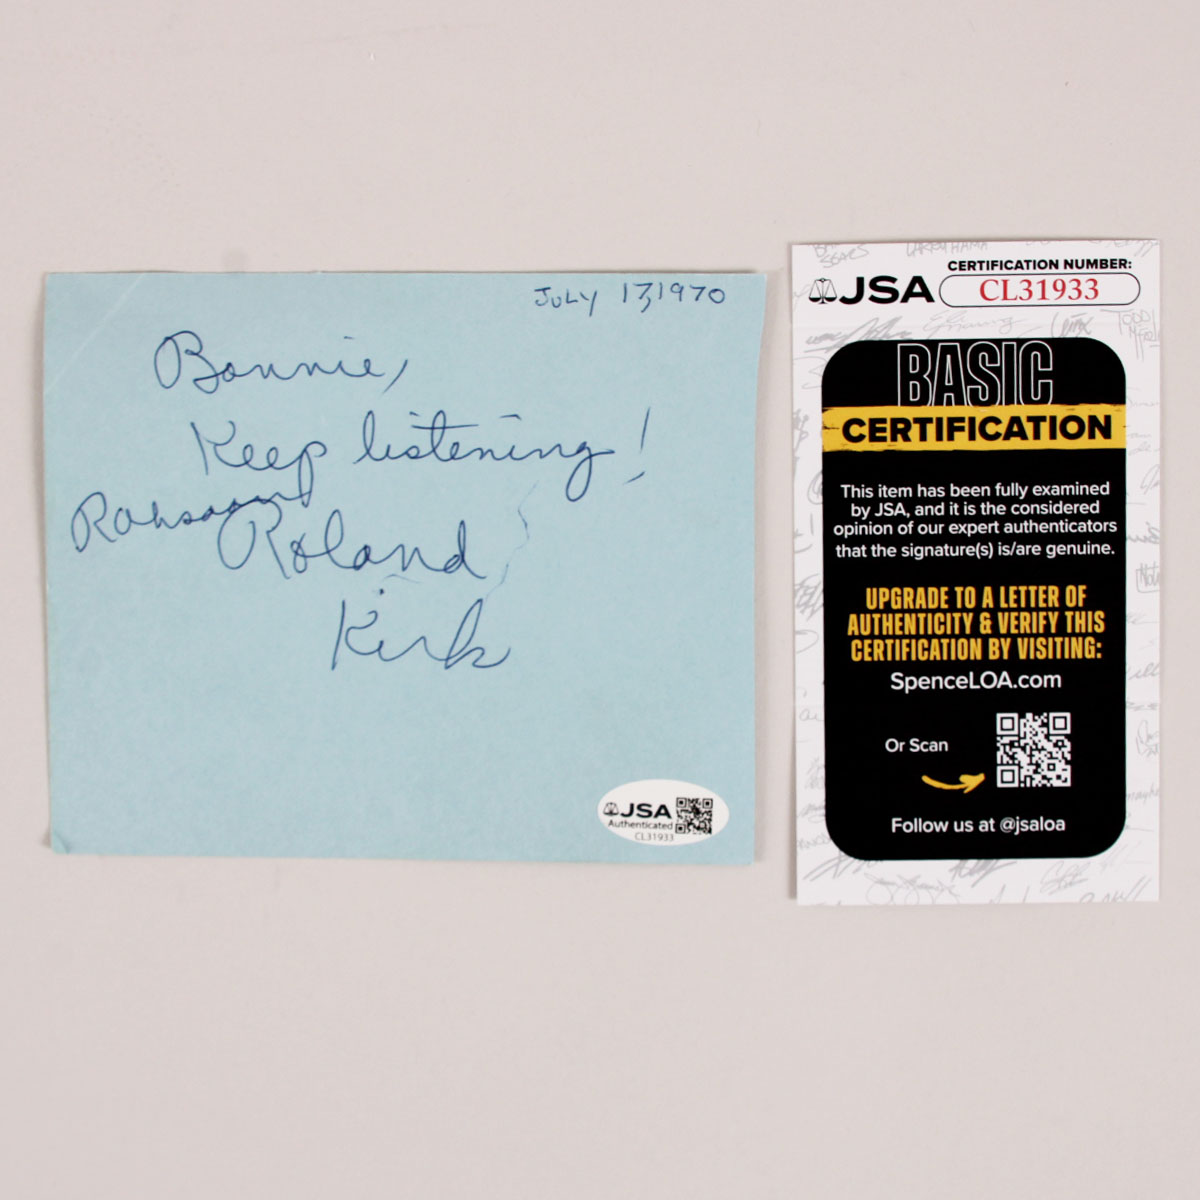 July 17, 1970
Bonnie,
Keep listening!
Rahsaan
Roland
Kirk
JSA
Authenticated
CL31933
JSA
CERTIFICATION NUMBER:
CL31933
BASIC
CERTIFICATION
This item has been fully examined
by JSA, and it is the considered
opinion of our expert authenticators
that the signature(s) is/are genuine.
UPGRADE TO A LETTER OF
AUTHENTICITY & VERIFY THIS
CERTIFICATION BY VISITING:
SpenceLOA.com
Or Scan
Follow us at @jsaloa